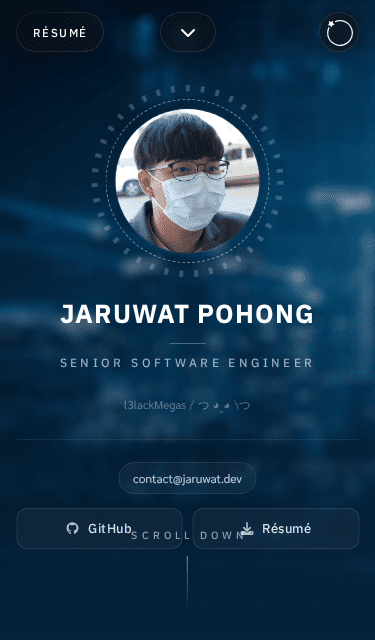 RÉSUMÉ
JARUWAT POHONG
SENIOR SOFTWARE ENGINEER
l3lackMegas / つ ◕_◕ \つ
contact@jaruwat.dev
GitHub
Résumé
SCROLL DOWN